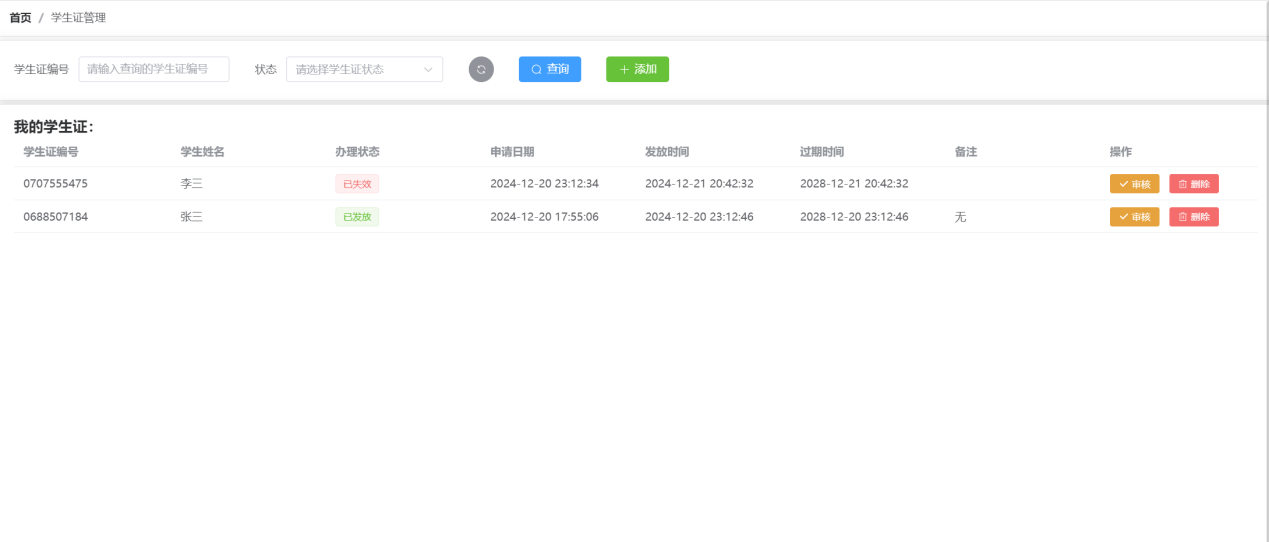 首页 / 学生证管理
学生证编号 请输入查询的学生证编号 状态 请选择学生证状态 查询 添加
我的学生证：
学生证编号 学生姓名 办理状态 申请日期 发放时间 过期时间 备注 操作
0707555475 李三 已失效 2024-12-20 23:12:34 2024-12-21 20:42:32 2028-12-21 20:42:32 审核 删除
0688507184 张三 已发放 2024-12-20 17:55:06 2024-12-20 23:12:46 2028-12-20 23:12:46 无 审核 删除